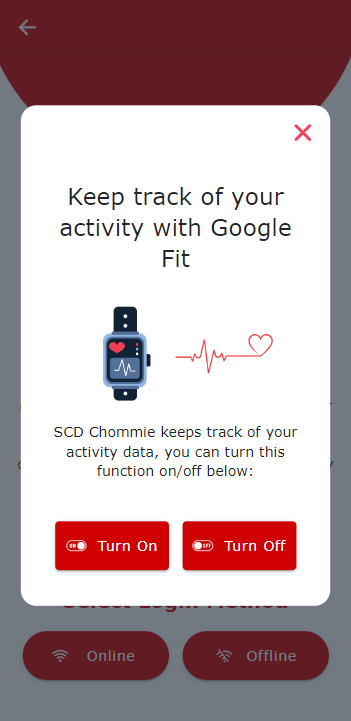 Keep track of your
activity with Google
Fit
SCD Chommie keeps track of your
activity data, you can turn this
function on/off below:
ON Turn On
OFF Turn Off
Select Login Method
Online
Offline